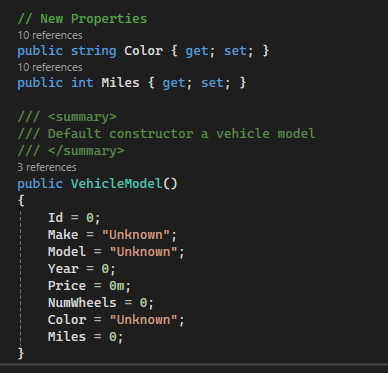 // New Properties
10 references
public string Color { get; set; }
10 references
public int Miles { get; set; }
/// <summary>
/// Default constructor a vehicle model
/// </summary>
3 references
public VehicleModel()
{
Id = 0;
Make = "Unknown";
Model = "Unknown";
Year = 0;
Price = 0m;
NumWheels = 0;
Color = "Unknown";
Miles = 0;
}